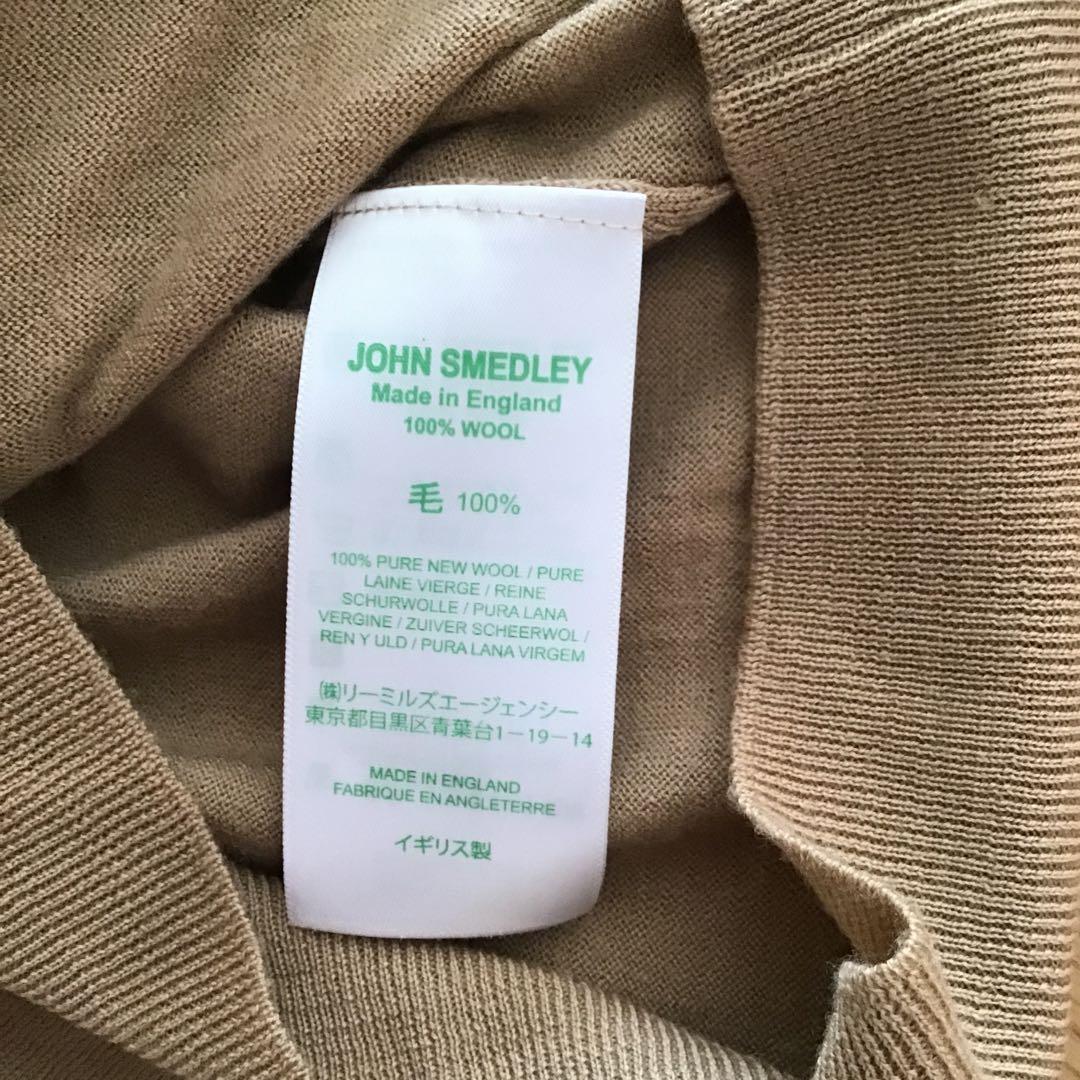 JOHN SMEDLEY
Made in England
100% WOOL
毛 100%
100% PURE NEW WOOL / PURE
LAINE VIERGE / REINE
SCHURWOLLE / PURA LANA
VERGINE / ZUIVER SCHEERWOL /
REN Y ULD / PURA LANA VIRGEM
㈱リーミルズエージェンシー
東京都目黒区青葉台1−19−14
MADE IN ENGLAND
FABRIQUE EN ANGLETERRE
イギリス製